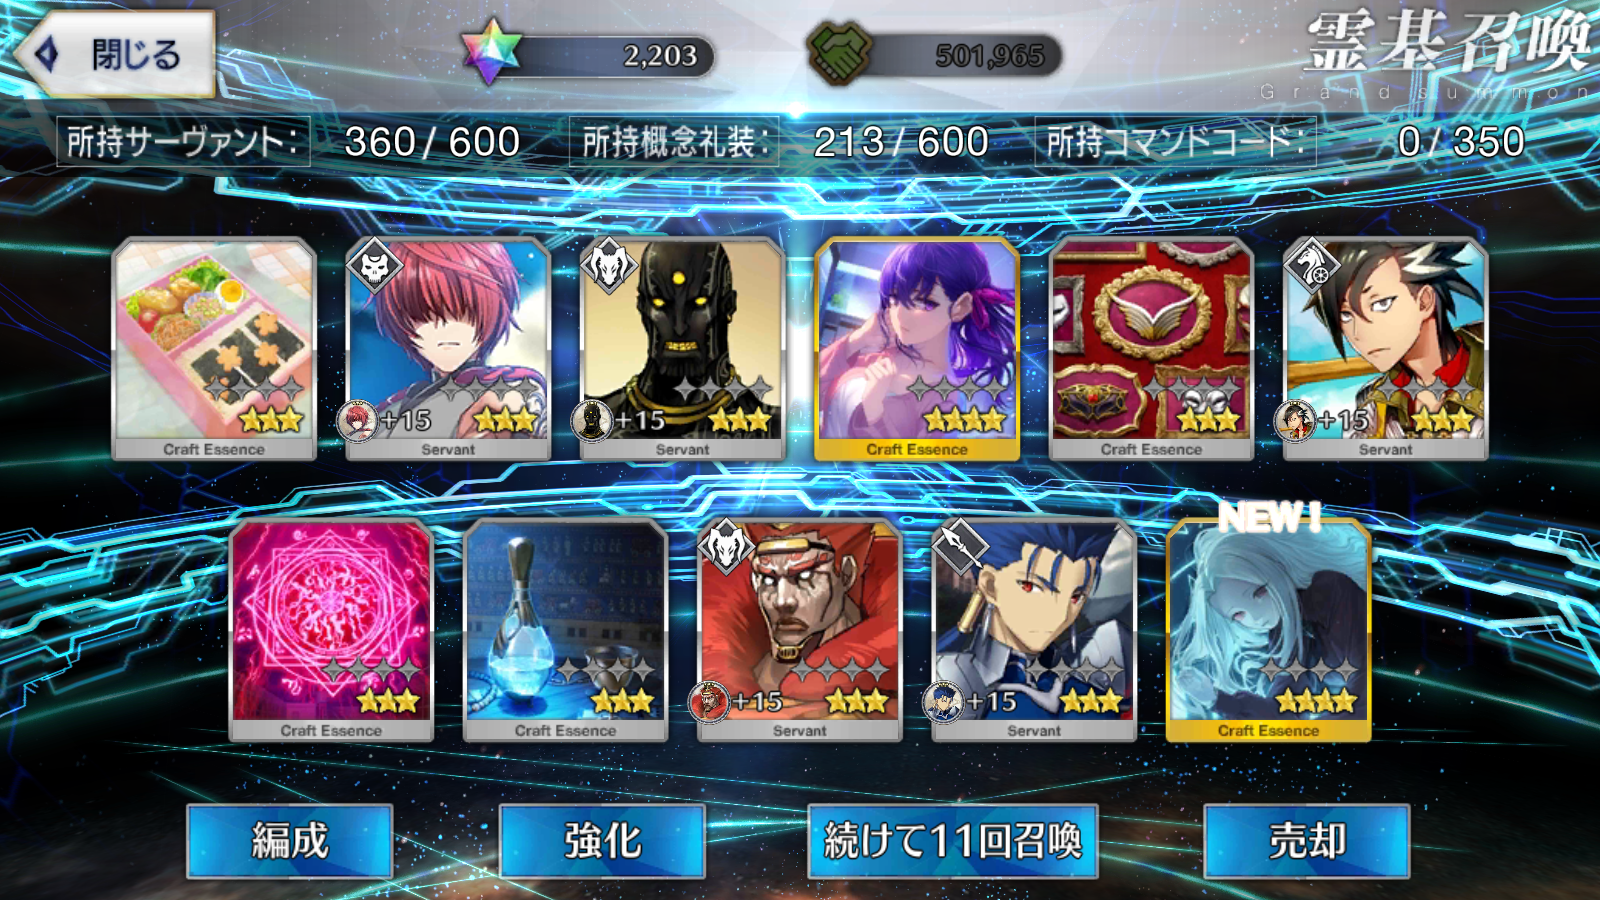 閉じる
2,203
501,965
霊基召喚
Grand summon
所持サーヴァント: 360 / 600
所持概念礼装: 213 / 600
所持コマンドコード: 0 / 350
Craft Essence
+15
Servant
+15
Servant
Craft Essence
Craft Essence
+15
Servant
NEW!
Craft Essence
Craft Essence
+15
Servant
+15
Servant
Craft Essence
編成
強化
続けて11回召喚
売却